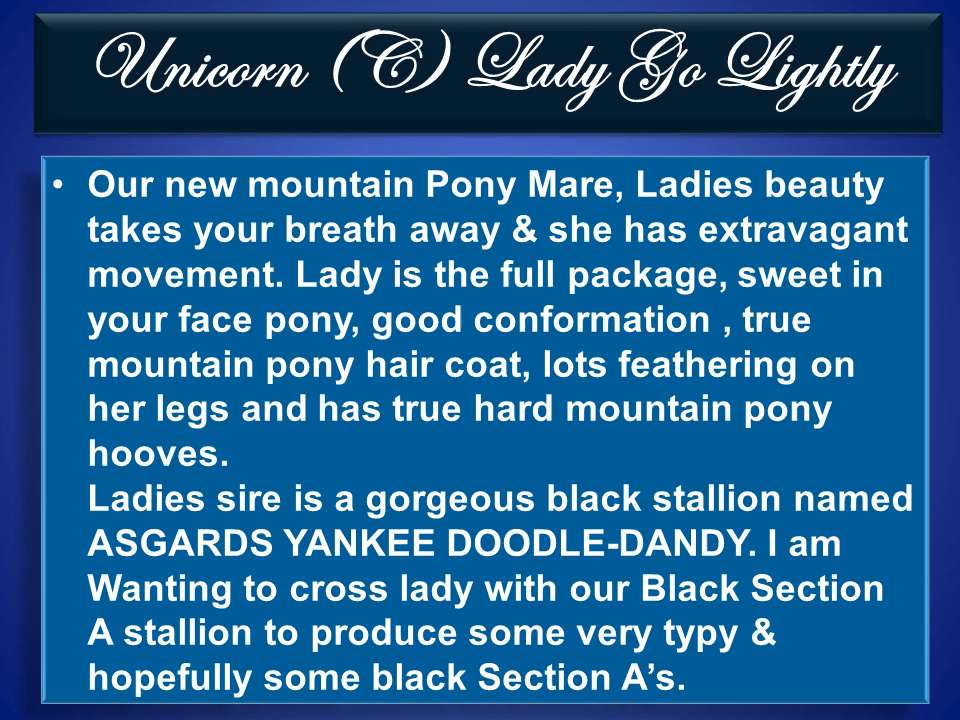 Unicorn (C) Lady Go Lightly
• Our new mountain Pony Mare, Ladies beauty
takes your breath away & she has extravagant
movement. Lady is the full package, sweet in
your face pony, good conformation , true
mountain pony hair coat, lots feathering on
her legs and has true hard mountain pony
hooves.
Ladies sire is a gorgeous black stallion named
ASGARDS YANKEE DOODLE-DANDY. I am
Wanting to cross lady with our Black Section
A stallion to produce some very typy &
hopefully some black Section A’s.